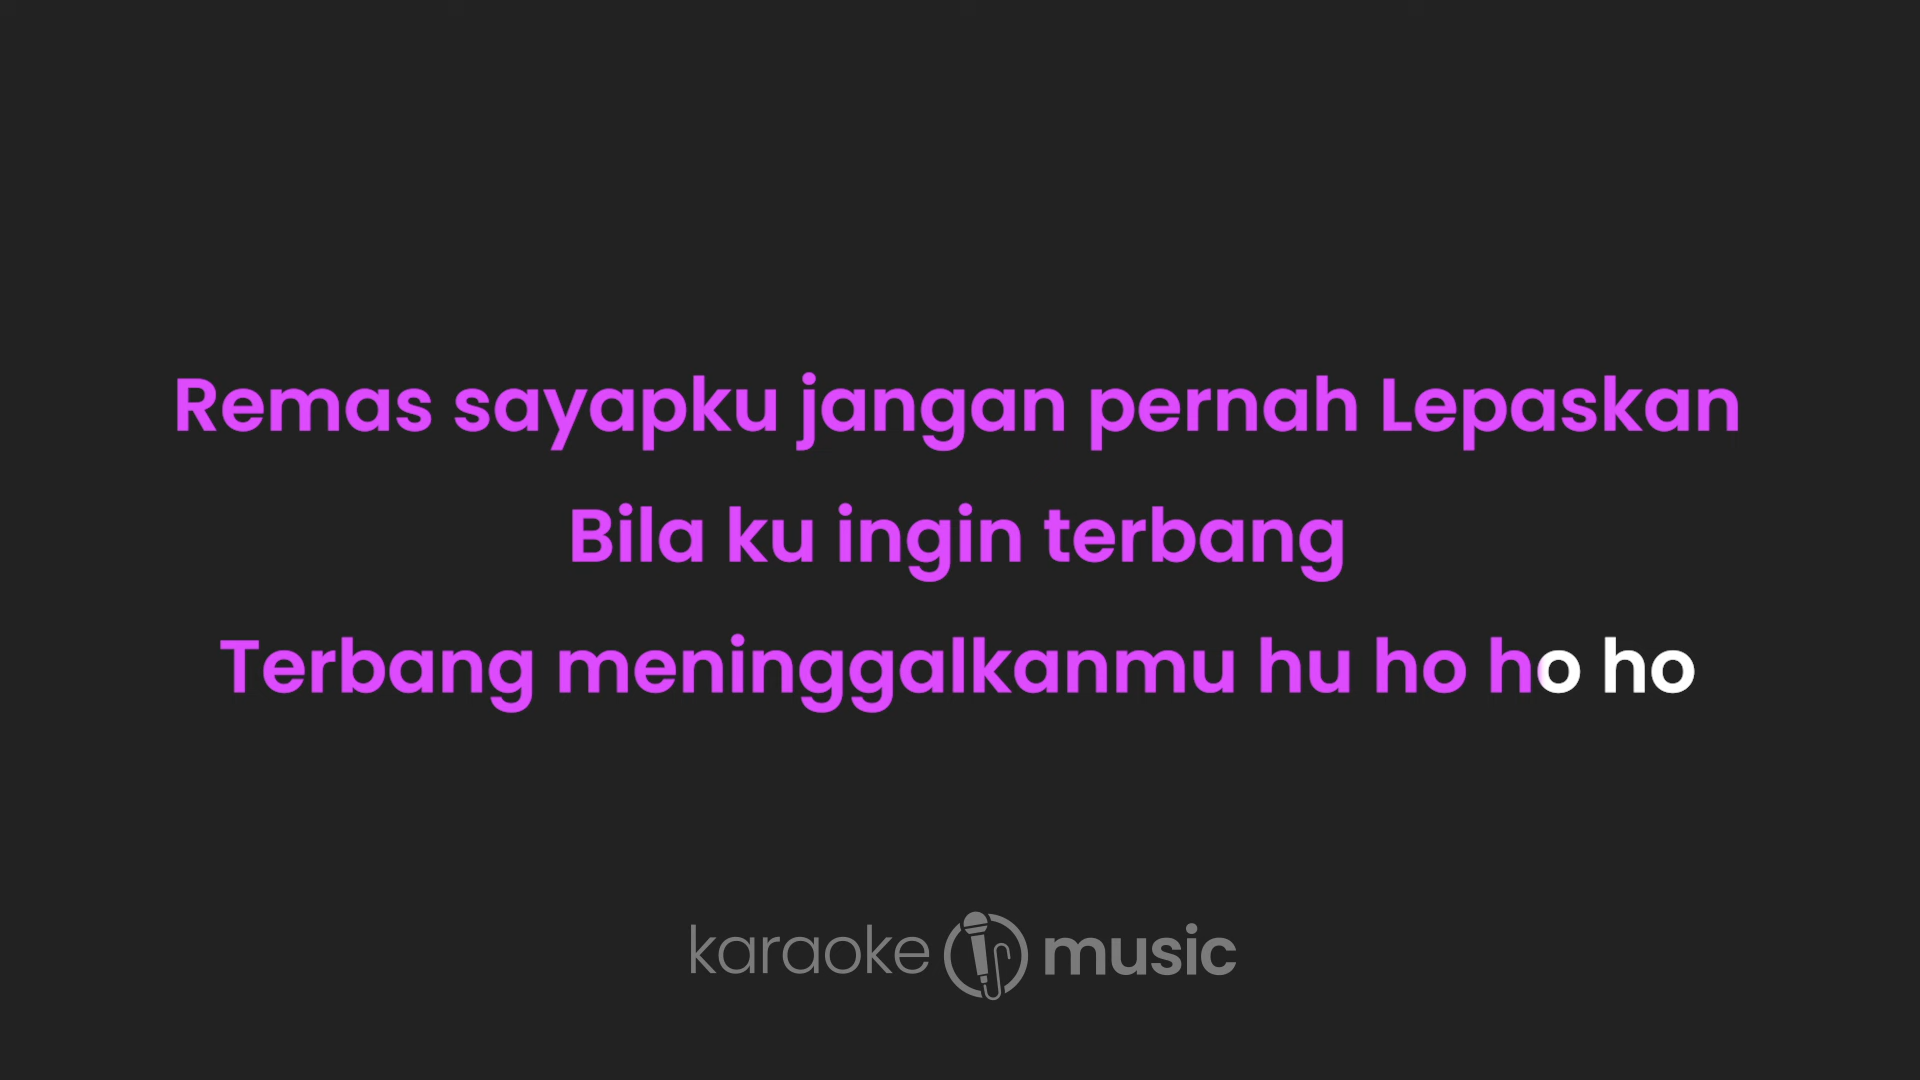 Remas sayapku jangan pernah Lepaskan
Bila ku ingin terbang
Terbang meninggalkanmu hu ho ho ho
karaoke music